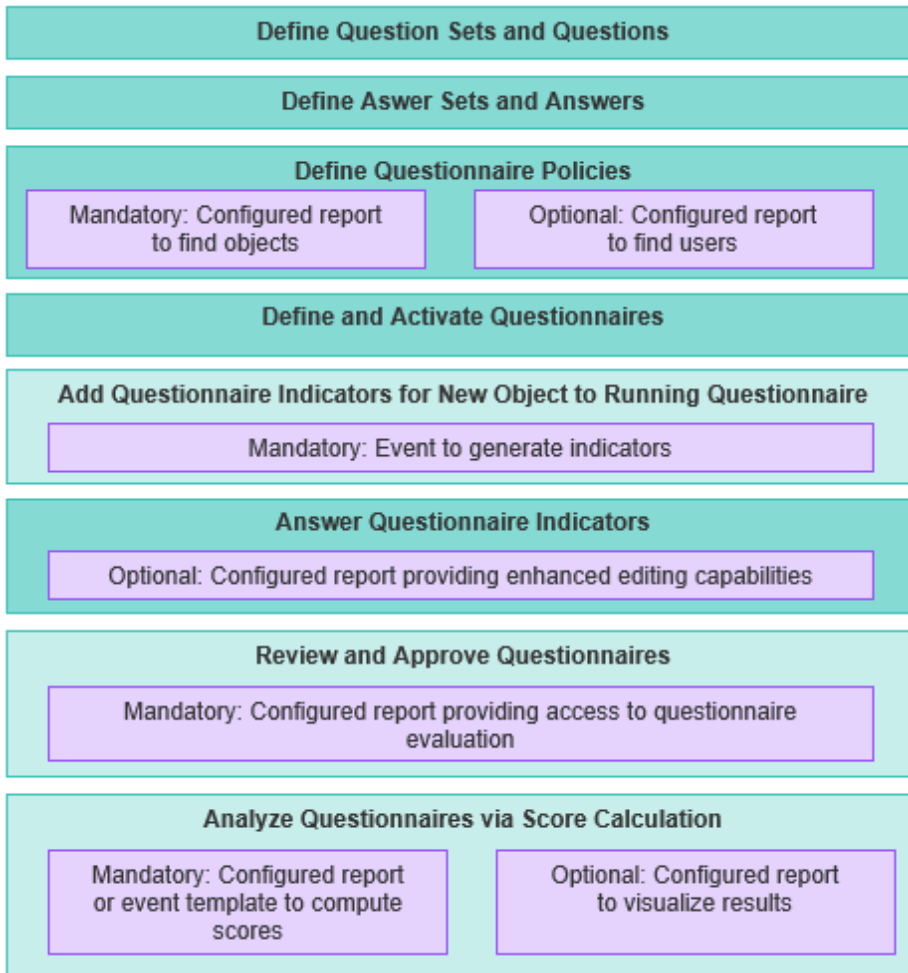 Define Question Sets and Questions
Define Aswer Sets and Answers
Define Questionnaire Policies
Mandatory: Configured report
to find objects
Optional: Configured report
to find users
Define and Activate Questionnaires
Add Questionnaire Indicators for New Object to Running Questionnaire
Mandatory: Event to generate indicators
Answer Questionnaire Indicators
Optional: Configured report providing enhanced editing capabilities
Review and Approve Questionnaires
Mandatory: Configured report providing access to questionnaire
evaluation
Analyze Questionnaires via Score Calculation
Mandatory: Configured report
or event template to compute
scores
Optional: Configured report
to visualize results